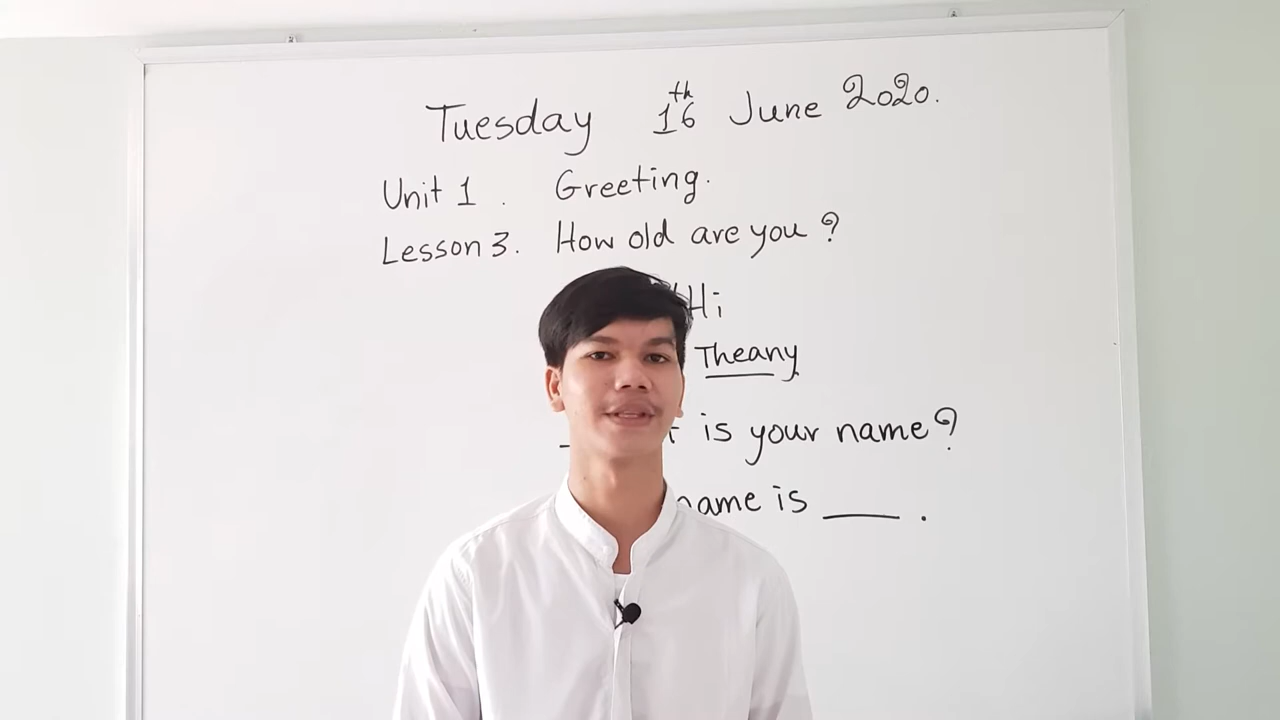 Tuesday 16th June 2020.
Unit 1. Greeting.
Lesson 3. How old are you?
Hi
Theany
is your name?
name is ___.